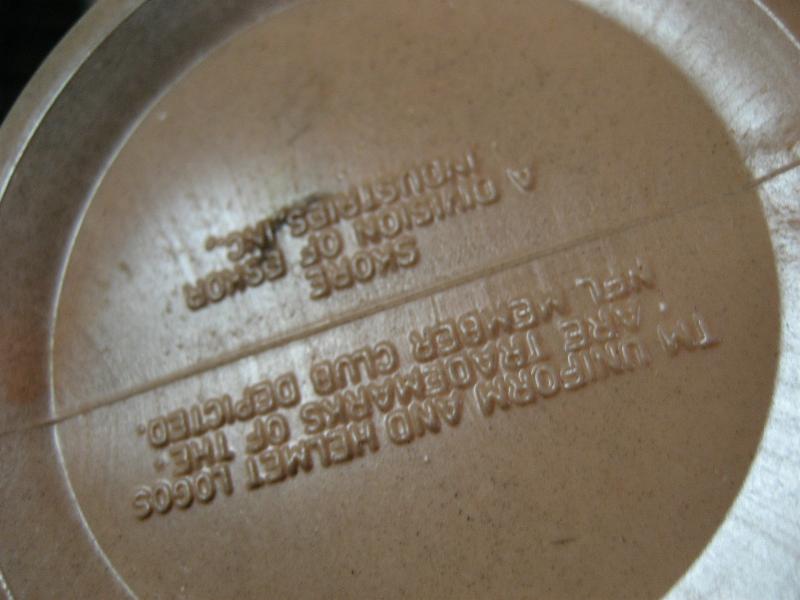 TM UNIFORM AND HELMET LOGOS
ARE TRADEMARKS OF THE
NFL MEMBER CLUB DEPICTED.
SKORE
A DIVISION OF ESKOR
INDUSTRIES INC.